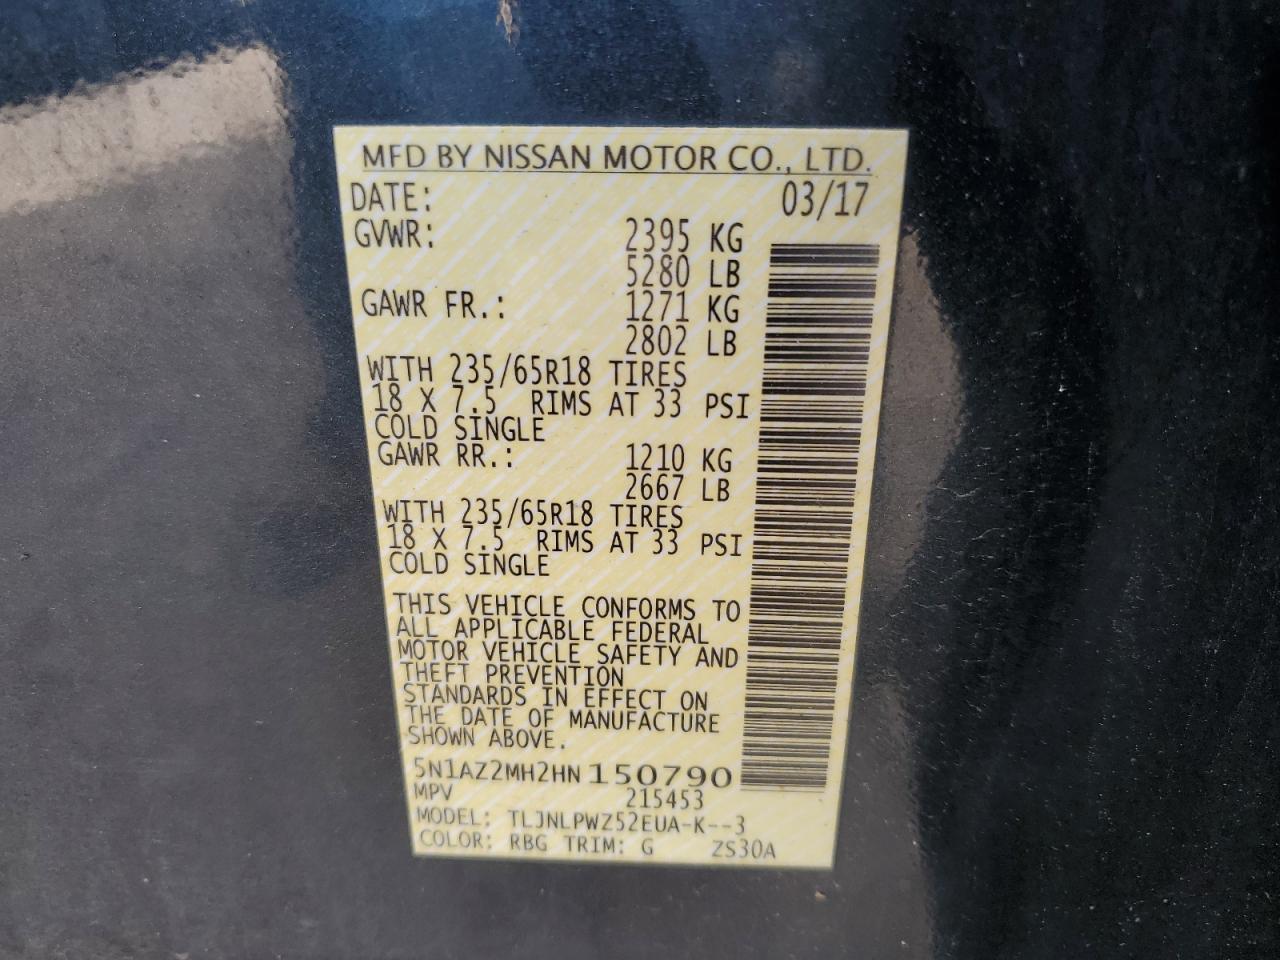 MFD BY NISSAN MOTOR CO., LTD.
DATE: 03/17
GVWR: 2395 KG
5280 LB
GAWR FR.: 1271 KG
2802 LB
WITH 235/65R18 TIRES
18 X 7.5 RIMS AT 33 PSI
COLD SINGLE
GAWR RR.: 1210 KG
2667 LB
WITH 235/65R18 TIRES
18 X 7.5 RIMS AT 33 PSI
COLD SINGLE
THIS VEHICLE CONFORMS TO
ALL APPLICABLE FEDERAL
MOTOR VEHICLE SAFETY AND
THEFT PREVENTION
STANDARDS IN EFFECT ON
THE DATE OF MANUFACTURE
SHOWN ABOVE.
5N1AZ2MH2HN150790
MPV 215453
MODEL: TLJNLPWZ52EUA-K--3
COLOR: RBG TRIM: G ZS30A